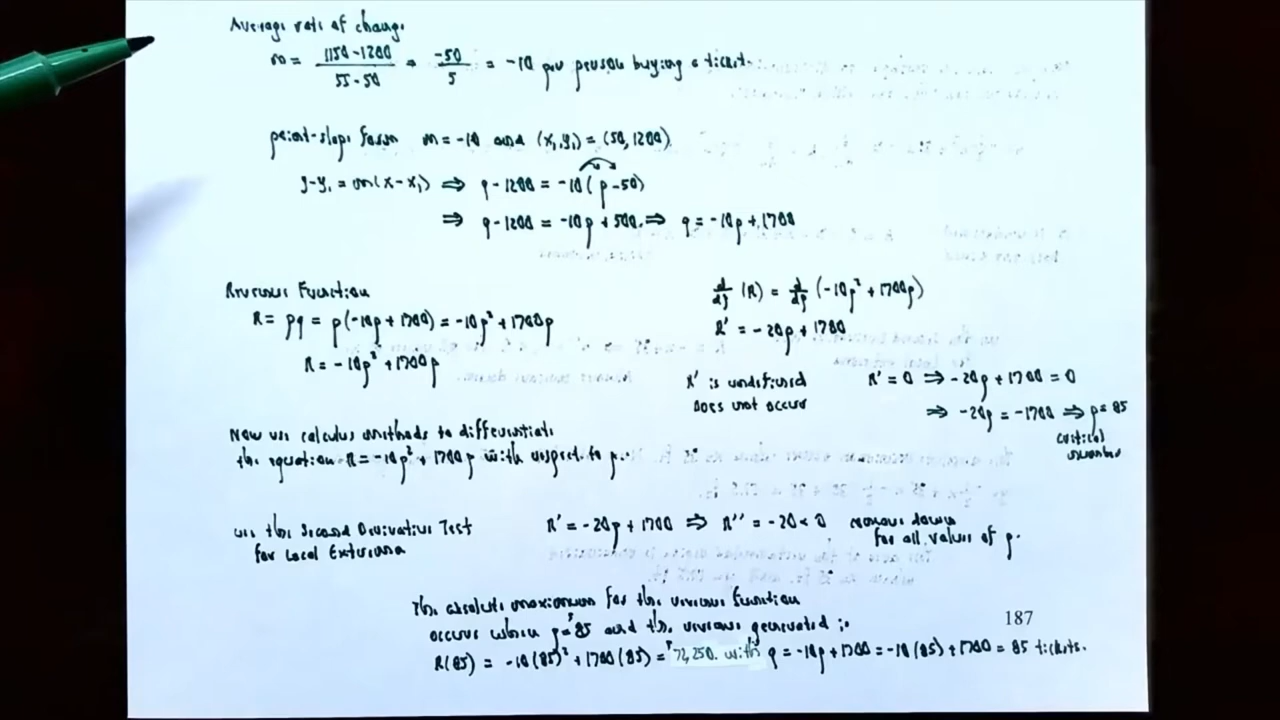 Average rate of change
m = (1150-1200)/(55-50) = -50/5 = -10 per person buying a ticket.
point-slope form m = -10 and (x₁,y₁) = (50,1200)
y-y₁ = m(x-x₁) ⇒ q-1200 = -10(p-50)
⇒ q-1200 = -10p + 500 ⇒ q = -10p + 1700
Revenue Function
R = pq = p(-10p + 1700) = -10p² + 1700p
R = -10p² + 1700p
d/dp (R) = d/dp (-10p² + 1700p)
R' = -20p + 1700
R' is undefined
Does not occur
R' = 0 ⇒ -20p + 1700 = 0
⇒ -20p = -1700 ⇒ p = 85
critical
number
Now use calculus methods to differentiate
the equation R = -10p² + 1700p with respect to p.
use the Second Derivative Test
for Local Extrema
R' = -20p + 1700 ⇒ R'' = -20 < 0
concave down
for all values of p.
The absolute maximum for the revenue function
occurs when p = $85 and the revenue generated is
R(85) = -10(85)² + 1700(85) = $72,250. with q = -10p + 1700 = -10(85) + 1700 = 85 tickets.
187